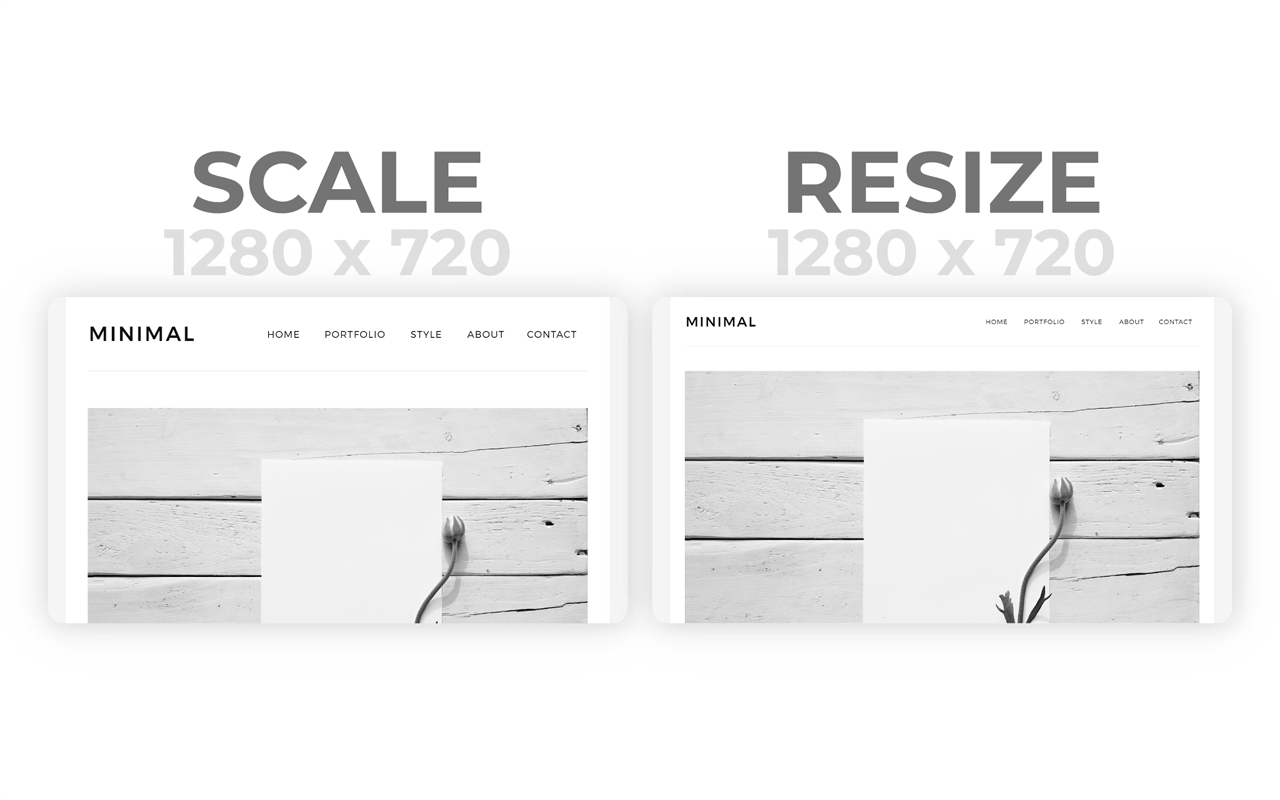 SCALE
1280 x 720
MINIMAL HOME PORTFOLIO STYLE ABOUT CONTACT
RESIZE
1280 x 720
MINIMAL HOME PORTFOLIO STYLE ABOUT CONTACT